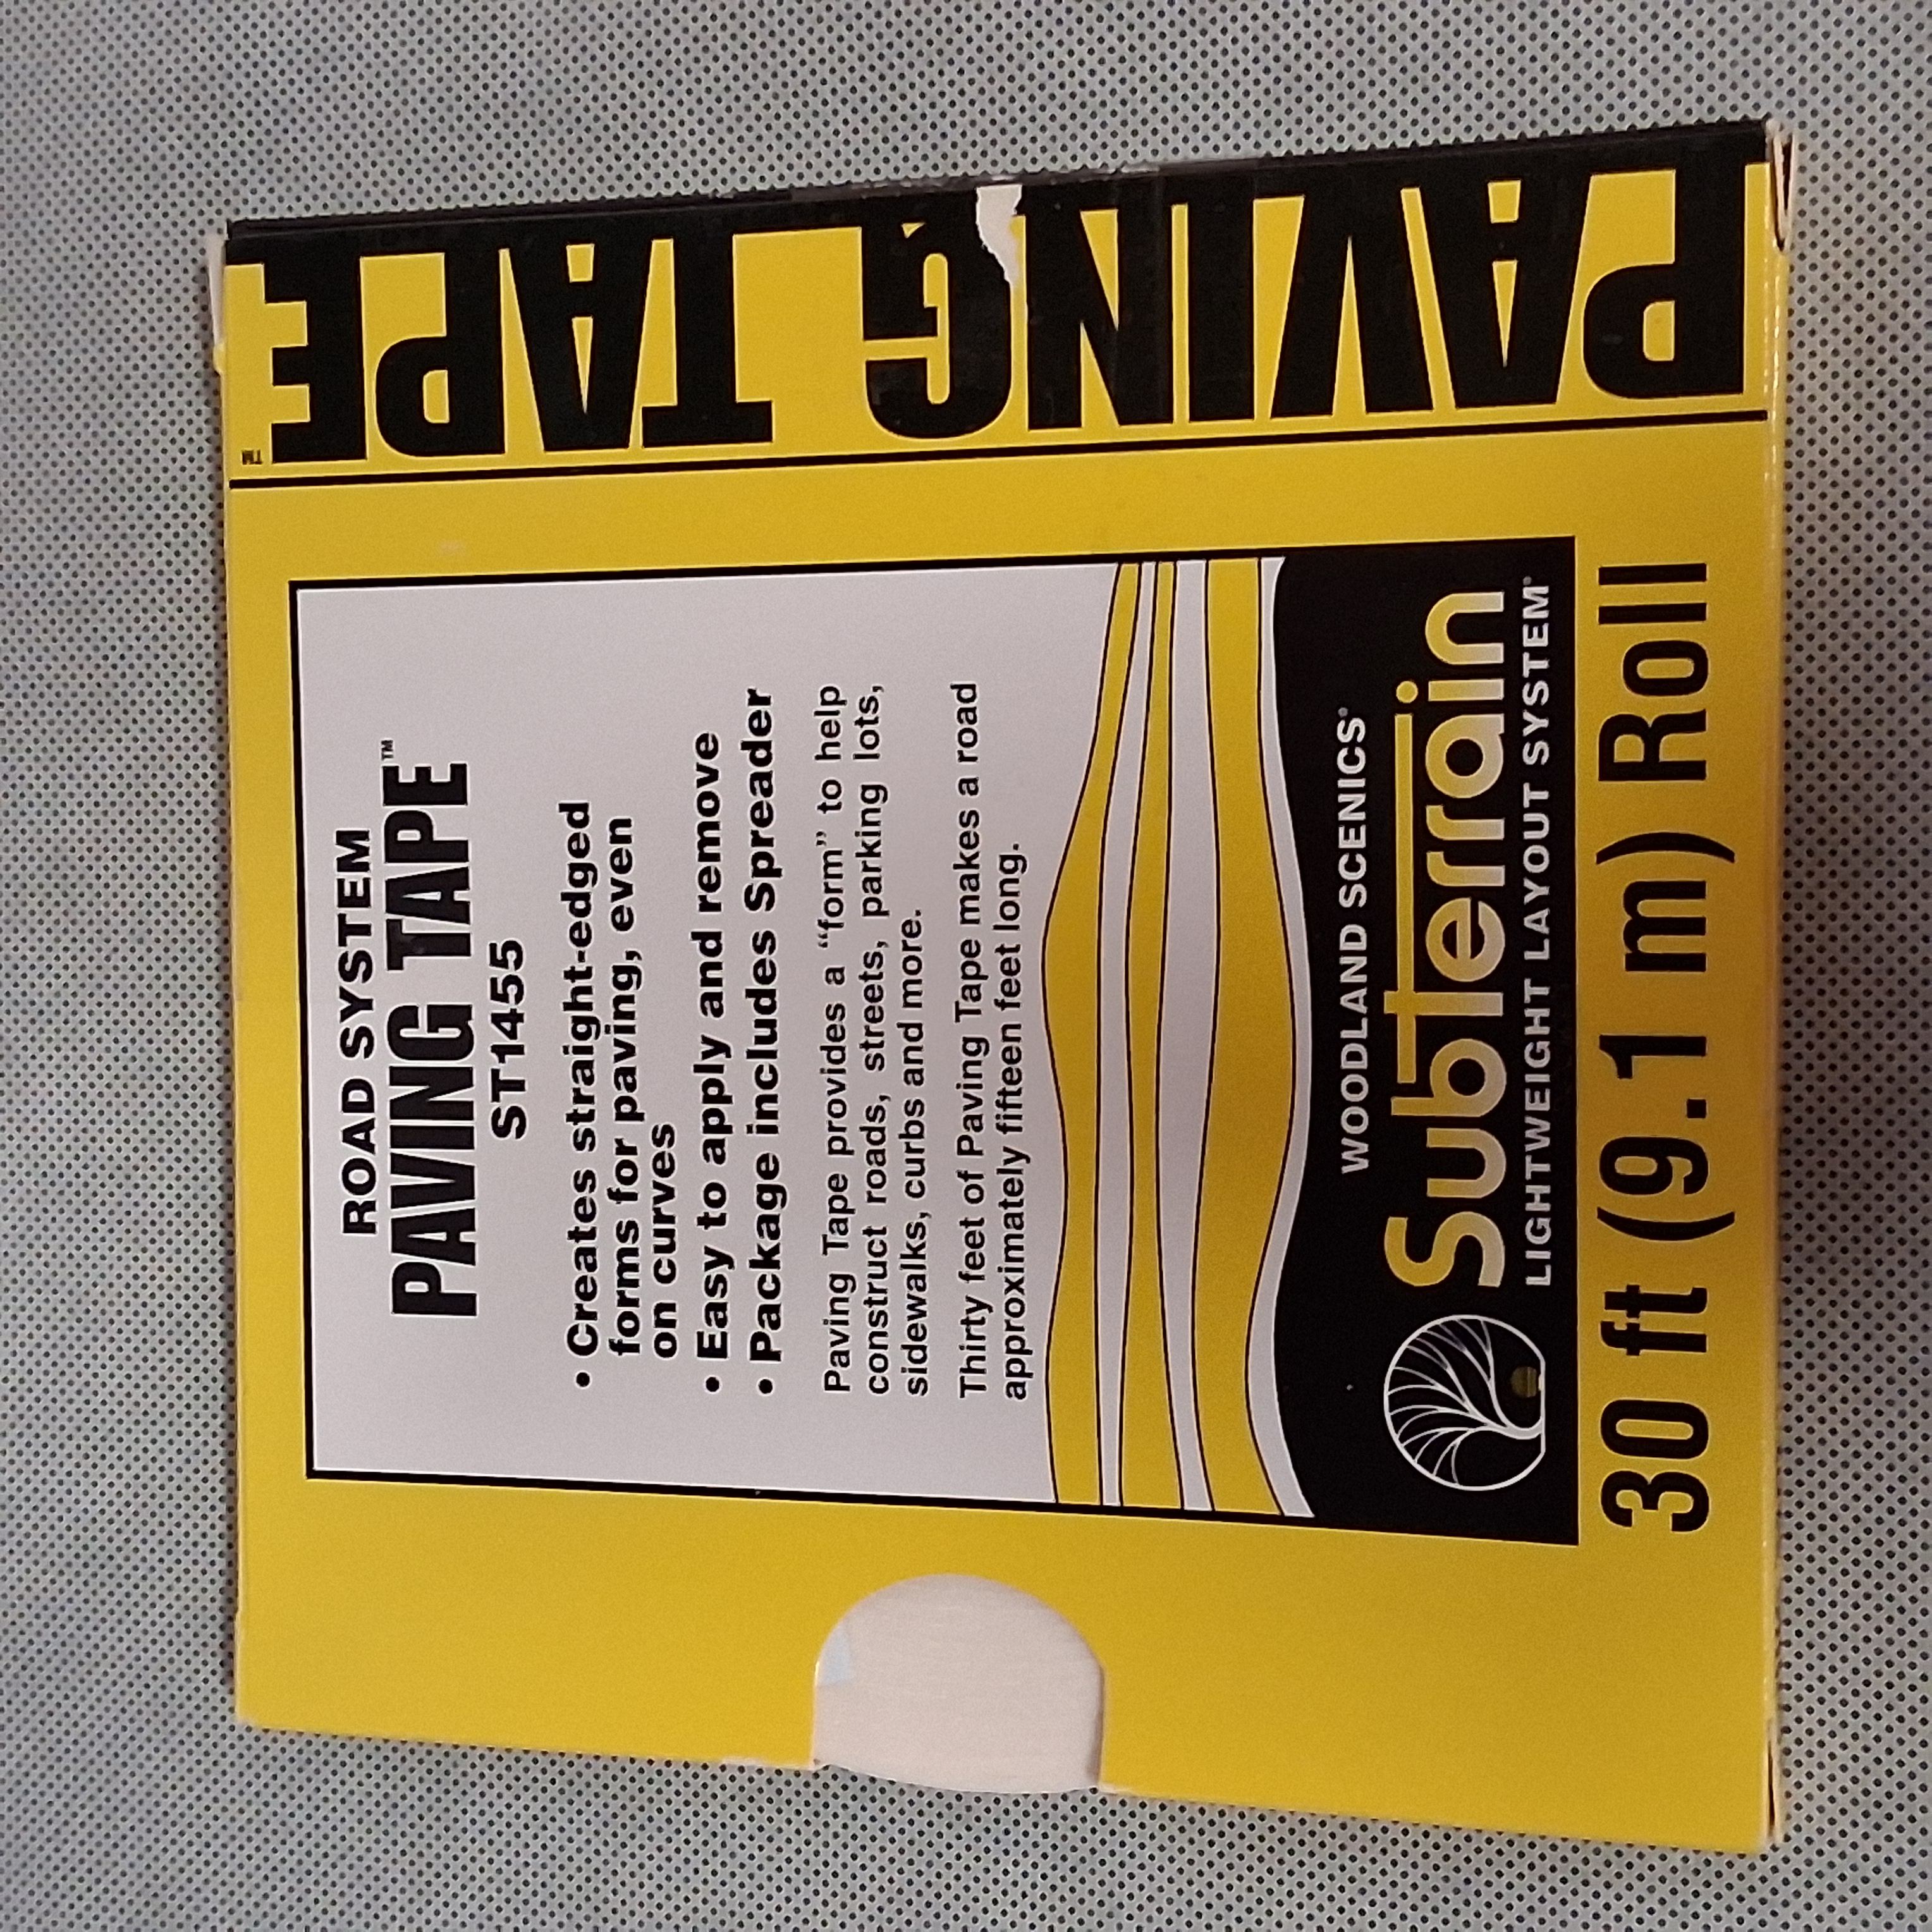 ROAD SYSTEM
PAVING TAPE™
ST1455
• Creates straight-edged
forms for paving, even
on curves
• Easy to apply and remove
• Package includes Spreader
Paving Tape provides a “form” to help
construct roads, streets, parking lots,
sidewalks, curbs and more.
Thirty feet of Paving Tape makes a road
approximately fifteen feet long.
WOODLAND SCENICS®
SubTerrain
LIGHTWEIGHT LAYOUT SYSTEM®
30 ft (9.1 m) Roll
PAVING TAPE™